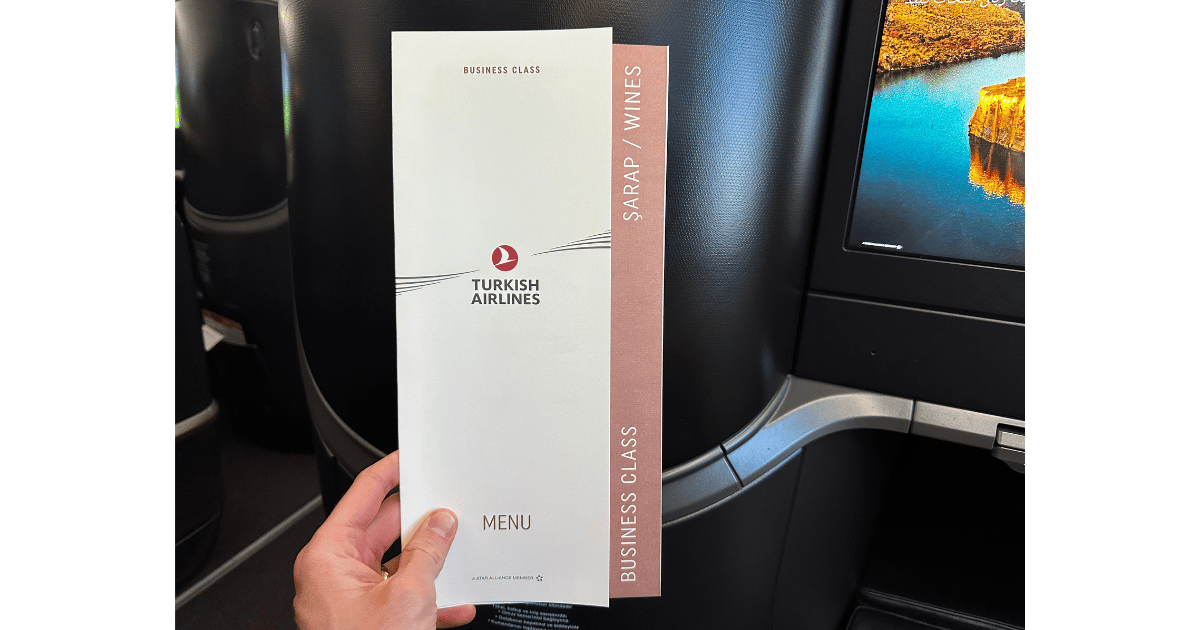 BUSINESS CLASS
TURKISH
AIRLINES
MENU
A STAR ALLIANCE MEMBER
ŞARAP / WINES
BUSINESS CLASS